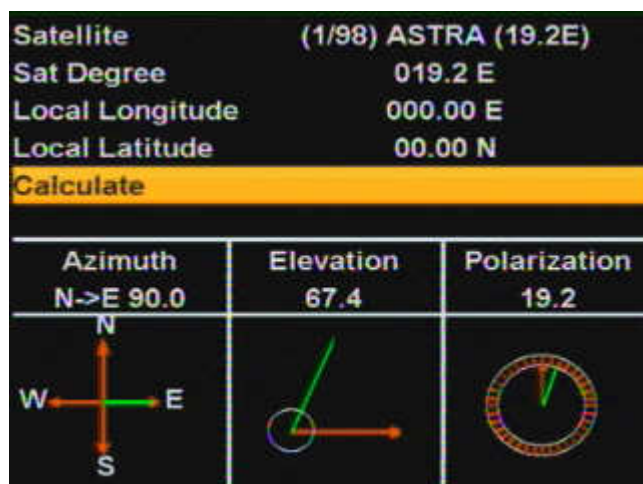 Satellite (1/98) ASTRA (19.2E)
Sat Degree 019.2 E
Local Longitude 000.00 E
Local Latitude 00.00 N
Calculate
Azimuth Elevation Polarization
N->E 90.0 67.4 19.2
N
W E
S